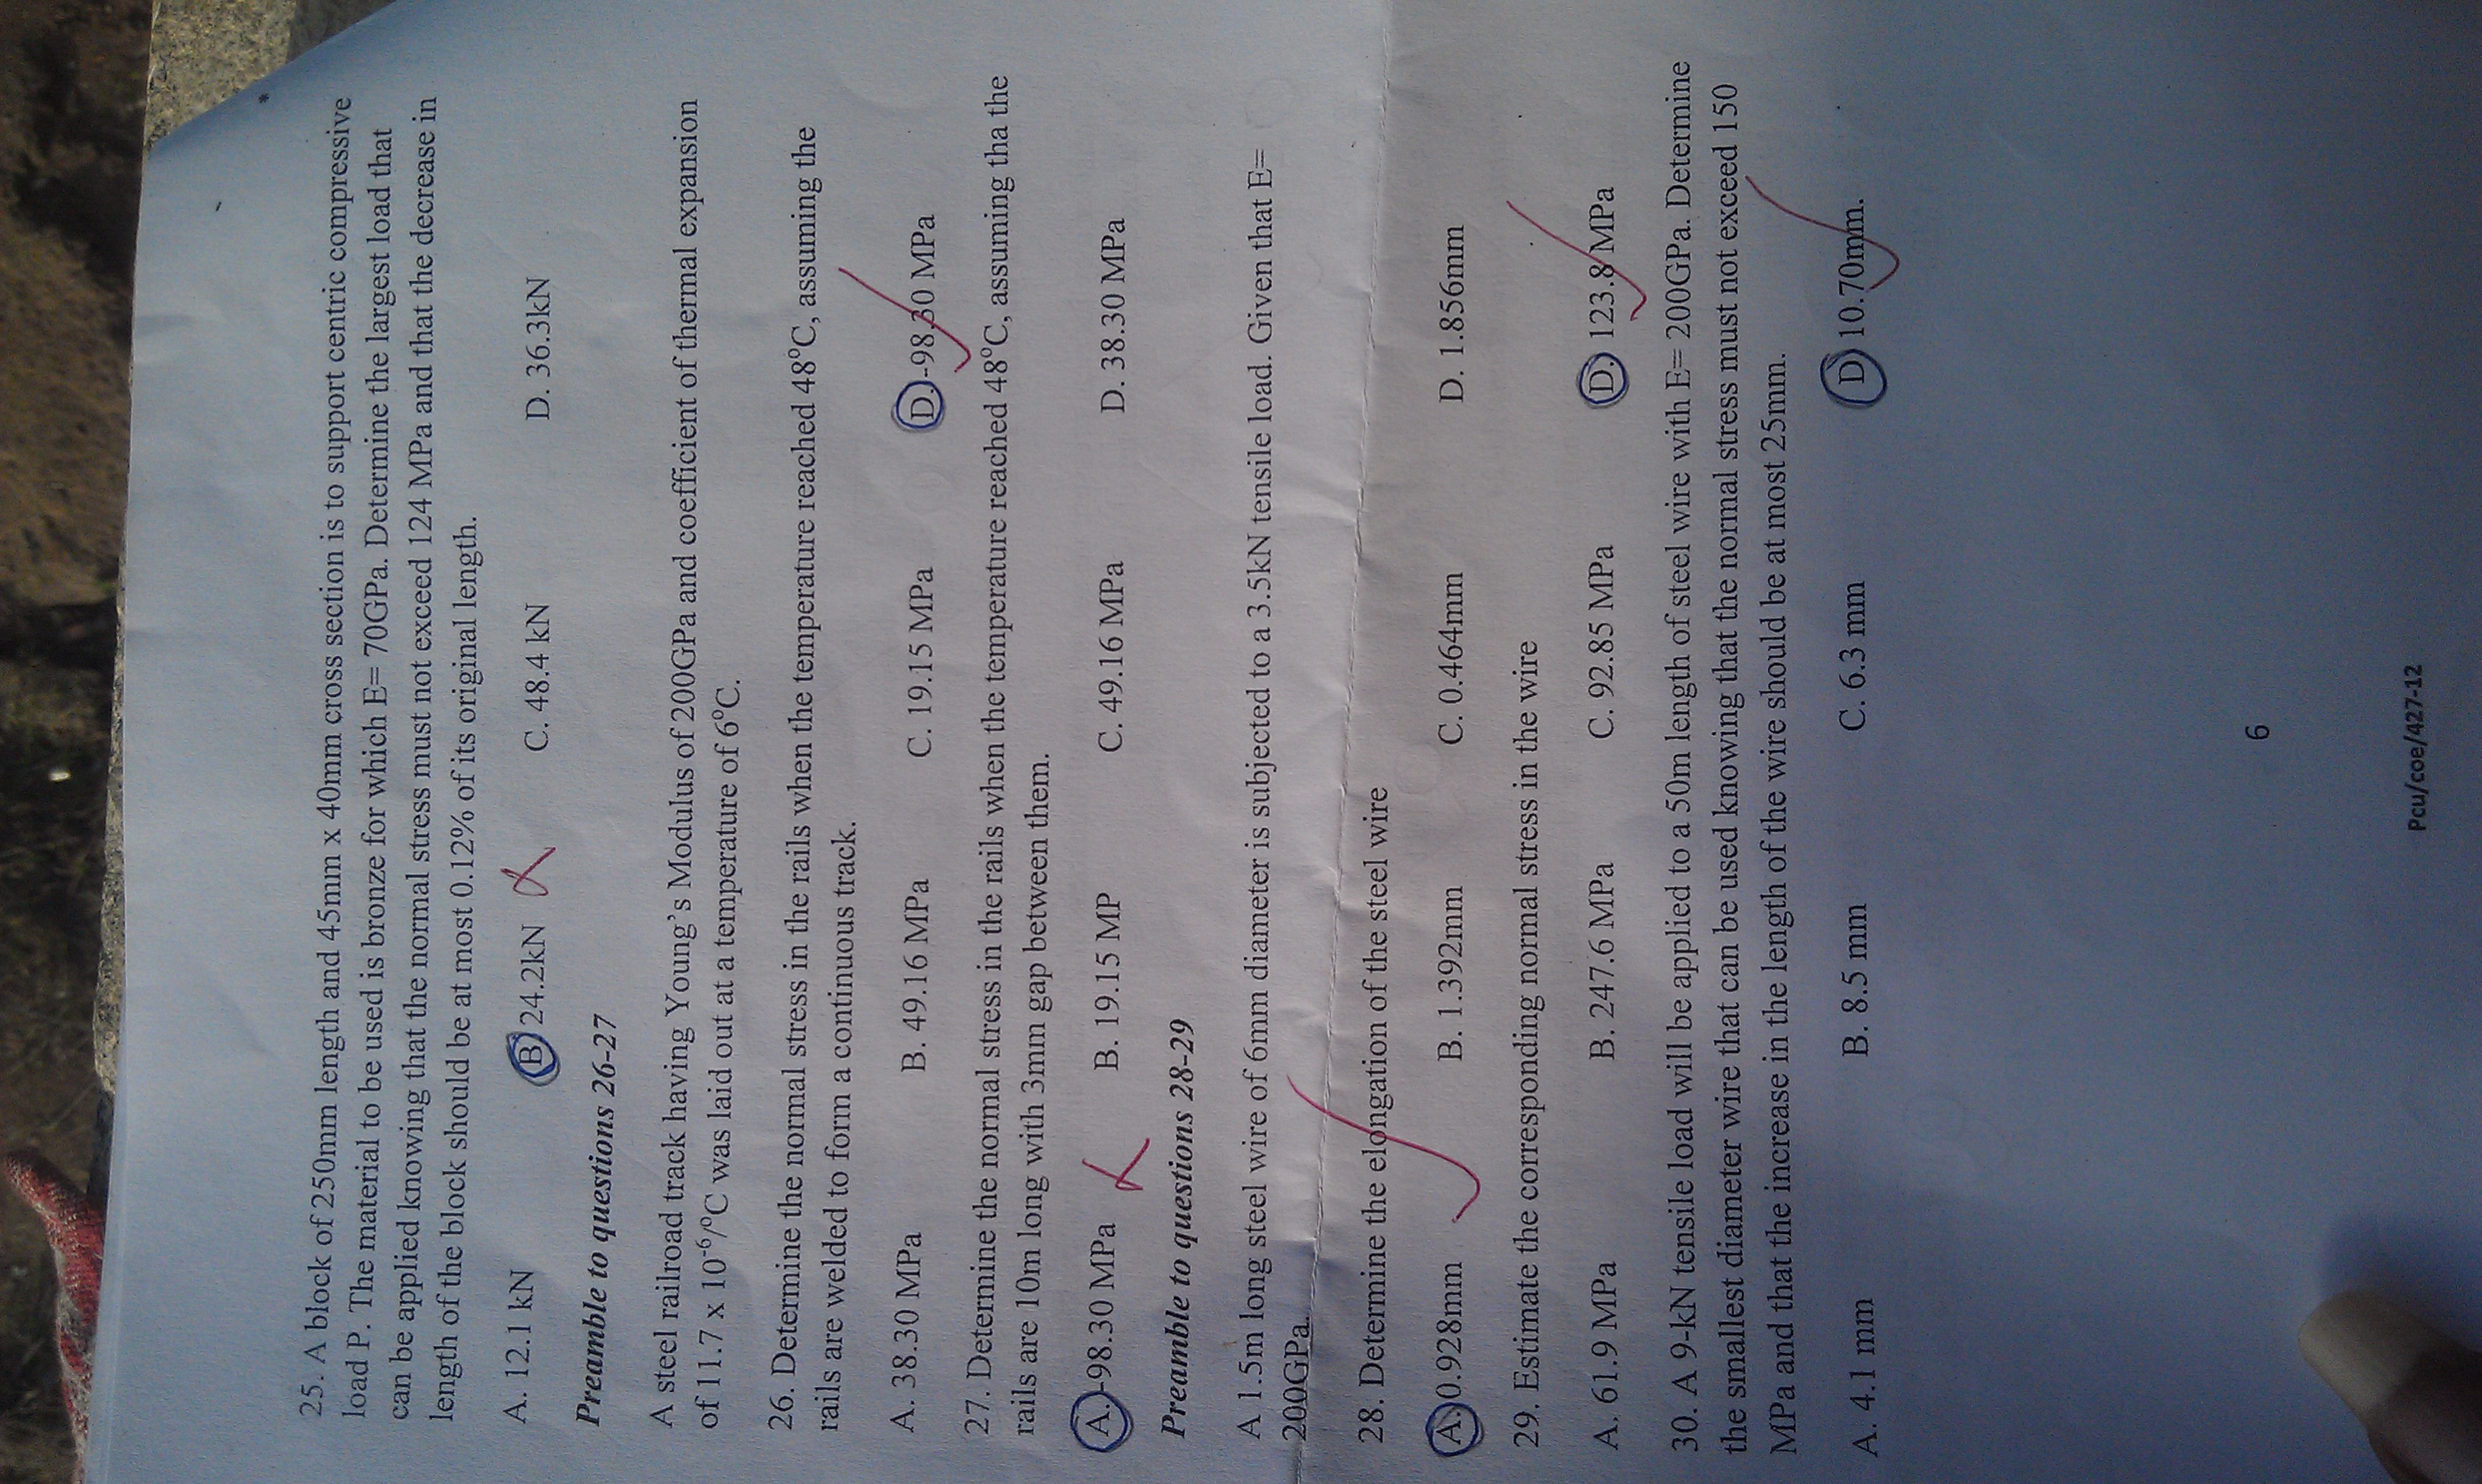 25. A block of 250mm length and 45mm x 40mm cross section is to support centric compressive
load P. The material to be used is bronze for which E= 70GPa. Determine the largest load that
can be applied knowing that the normal stress must not exceed 124 MPa and that the decrease in
length of the block should be at most 0.12% of its original length.
A. 12.1 kN B. 24.2kN C. 48.4 kN D. 36.3kN
Preamble to questions 26-27
A steel railroad track having Young's Modulus of 200GPa and coefficient of thermal expansion
of 11.7 x 10⁻⁶/⁰C was laid out at a temperature of 6⁰C.
26. Determine the normal stress in the rails when the temperature reached 48⁰C, assuming the
rails are welded to form a continuous track.
A. 38.30 MPa B. 49.16 MPa C. 19.15 MPa D. -98.30 MPa
27. Determine the normal stress in the rails when the temperature reached 48⁰C, assuming tha the
rails are 10m long with 3mm gap between them.
A. -98.30 MPa B. 19.15 MP C. 49.16 MPa D. 38.30 MPa
Preamble to questions 28-29
A 1.5m long steel wire of 6mm diameter is subjected to a 3.5kN tensile load. Given that E=
200GPa.
28. Determine the elongation of the steel wire
A. 0.928mm B. 1.392mm C. 0.464mm D. 1.856mm
29. Estimate the corresponding normal stress in the wire
A. 61.9 MPa B. 247.6 MPa C. 92.85 MPa D. 123.8 MPa
30. A 9-kN tensile load will be applied to a 50m length of steel wire with E= 200GPa. Determine
the smallest diameter wire that can be used knowing that the normal stress must not exceed 150
MPa and that the increase in the length of the wire should be at most 25mm.
A. 4.1 mm B. 8.5 mm C. 6.3 mm D 10.70mm.
6
Pcu/coe/427-12